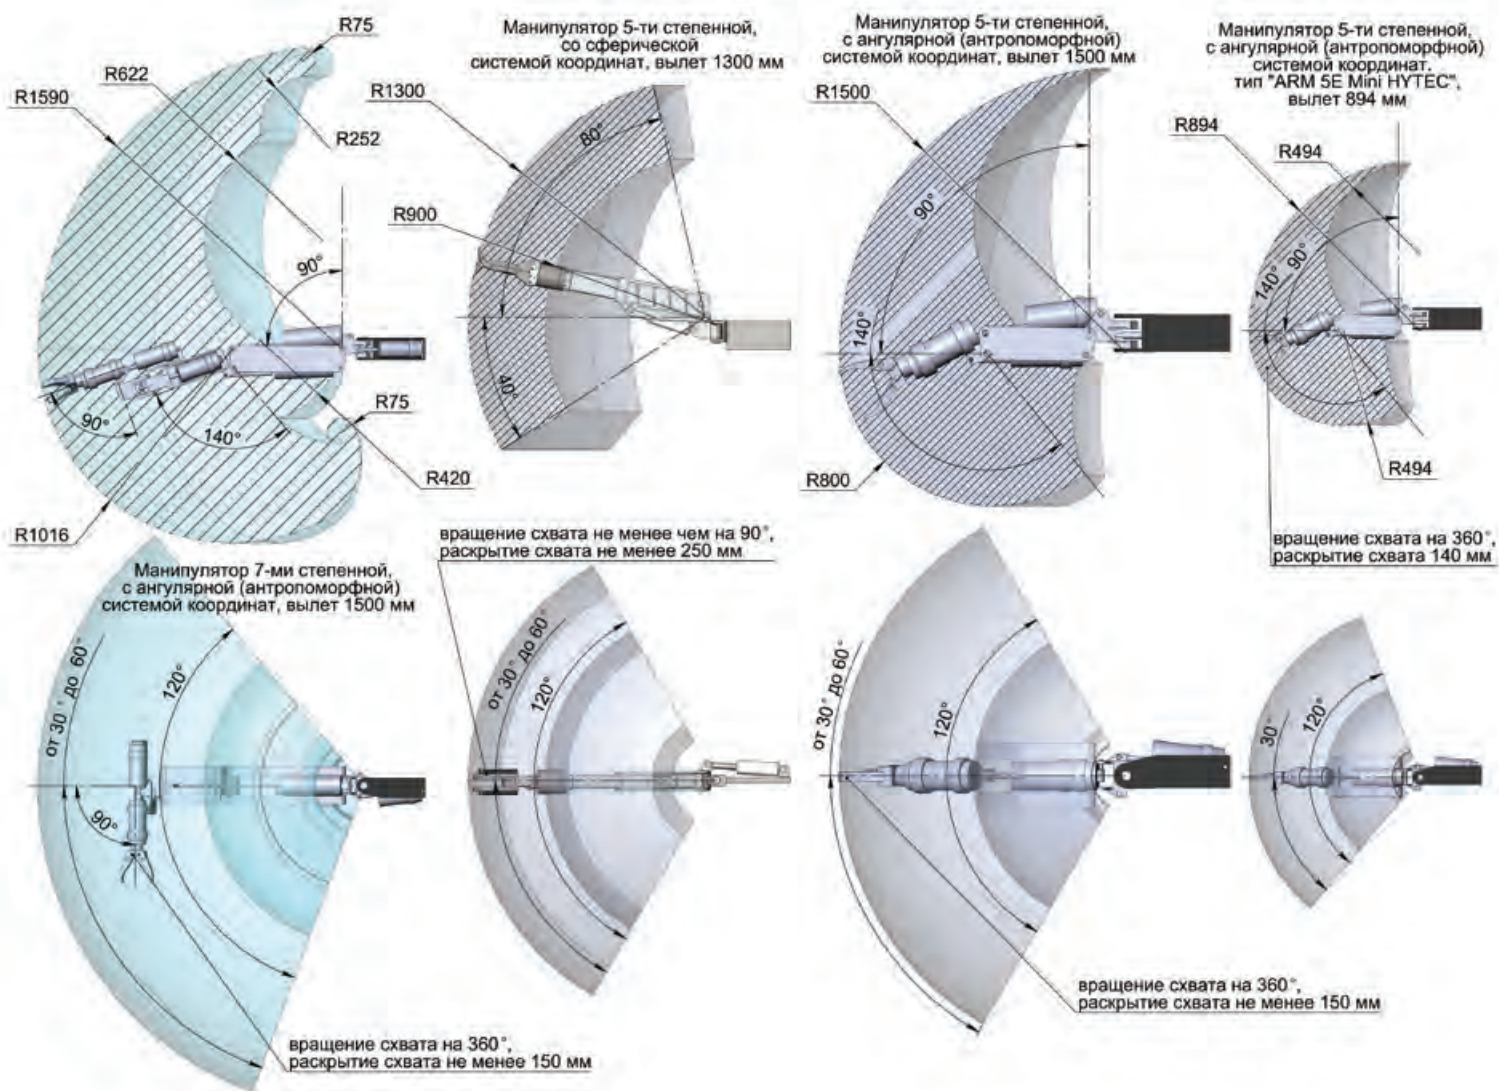 R75
R622
R1590
R252
90°
90°
140°
R75
R420
R1016
Манипулятор 7-ми степенной,
с ангулярной (антропоморфной)
системой координат, вылет 1500 мм
от 30° до 60°
120°
90°
вращение схвата на 360°,
раскрытие схвата не менее 150 мм
Манипулятор 5-ти степенной,
со сферической
системой координат, вылет 1300 мм
R1300
80°
R900
40°
вращение схвата не менее чем на 90°,
раскрытие схвата не менее 250 мм
от 30° до 60°
120°
Манипулятор 5-ти степенной,
с ангулярной (антропоморфной)
системой координат, вылет 1500 мм
R1500
90°
140°
R800
от 30° до 60°
120°
вращение схвата на 360°,
раскрытие схвата не менее 150 мм
Манипулятор 5-ти степенной,
с ангулярной (антропоморфной)
системой координат.
тип "ARM 5E Mini HYTEC",
вылет 894 мм
R894
R494
90°
140°
R494
вращение схвата на 360°,
раскрытие схвата 140 мм
30°
120°